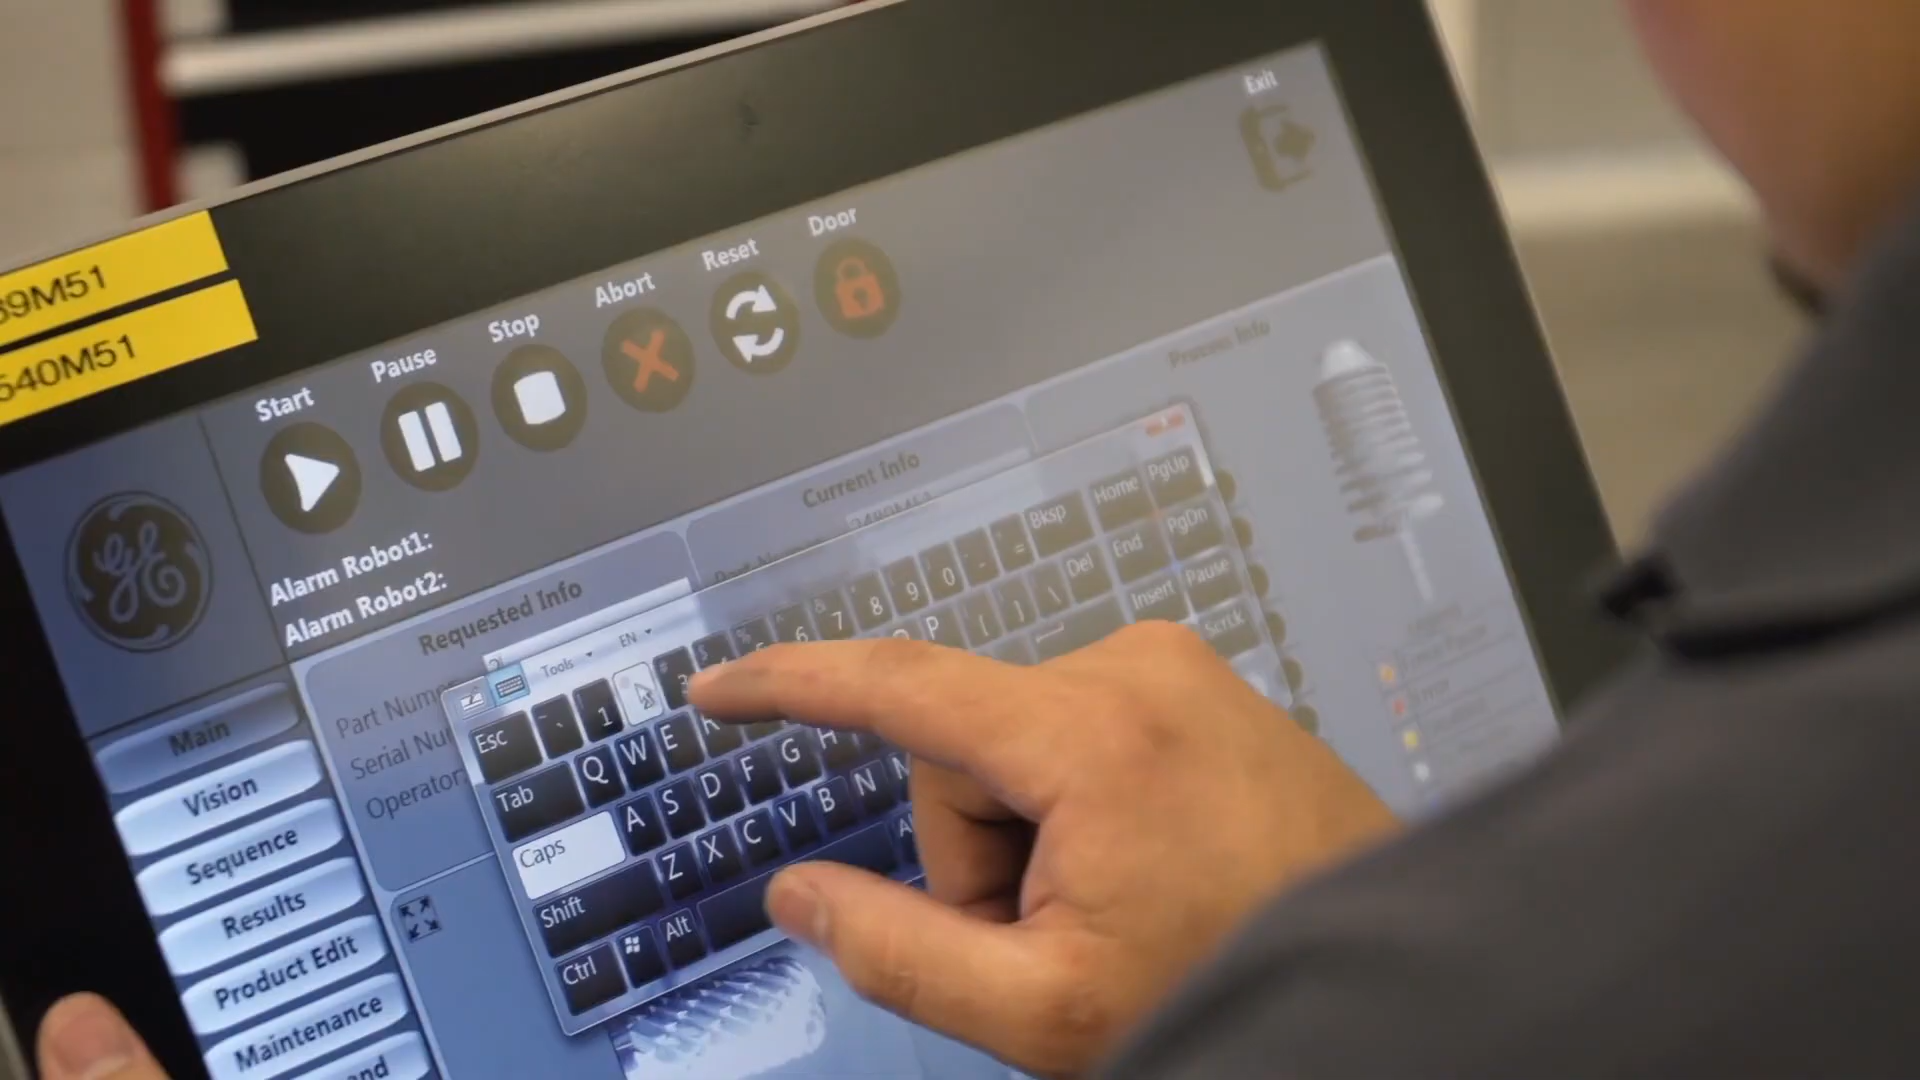 39M51
540M51
Exit
Door
Reset
Abort
Stop
Pause
Start
GE
Alarm Robot1:
Alarm Robot2:
Process Info
Current Info
Requested Info
Part Num
Serial Nu
Operator
Main
Vision
Sequence
Results
Product Edit
Maintenance
Tools
EN
Esc ~ ` 1 # 3 $ % ^ 6 & 7 * 8 9 0 - = Bksp Home PgUp
Tab Q W E R P [ ] \ Del End PgDn
Caps A S D F G H Insert Pause
Shift Z X C V B N M ScrLk
Ctrl Alt